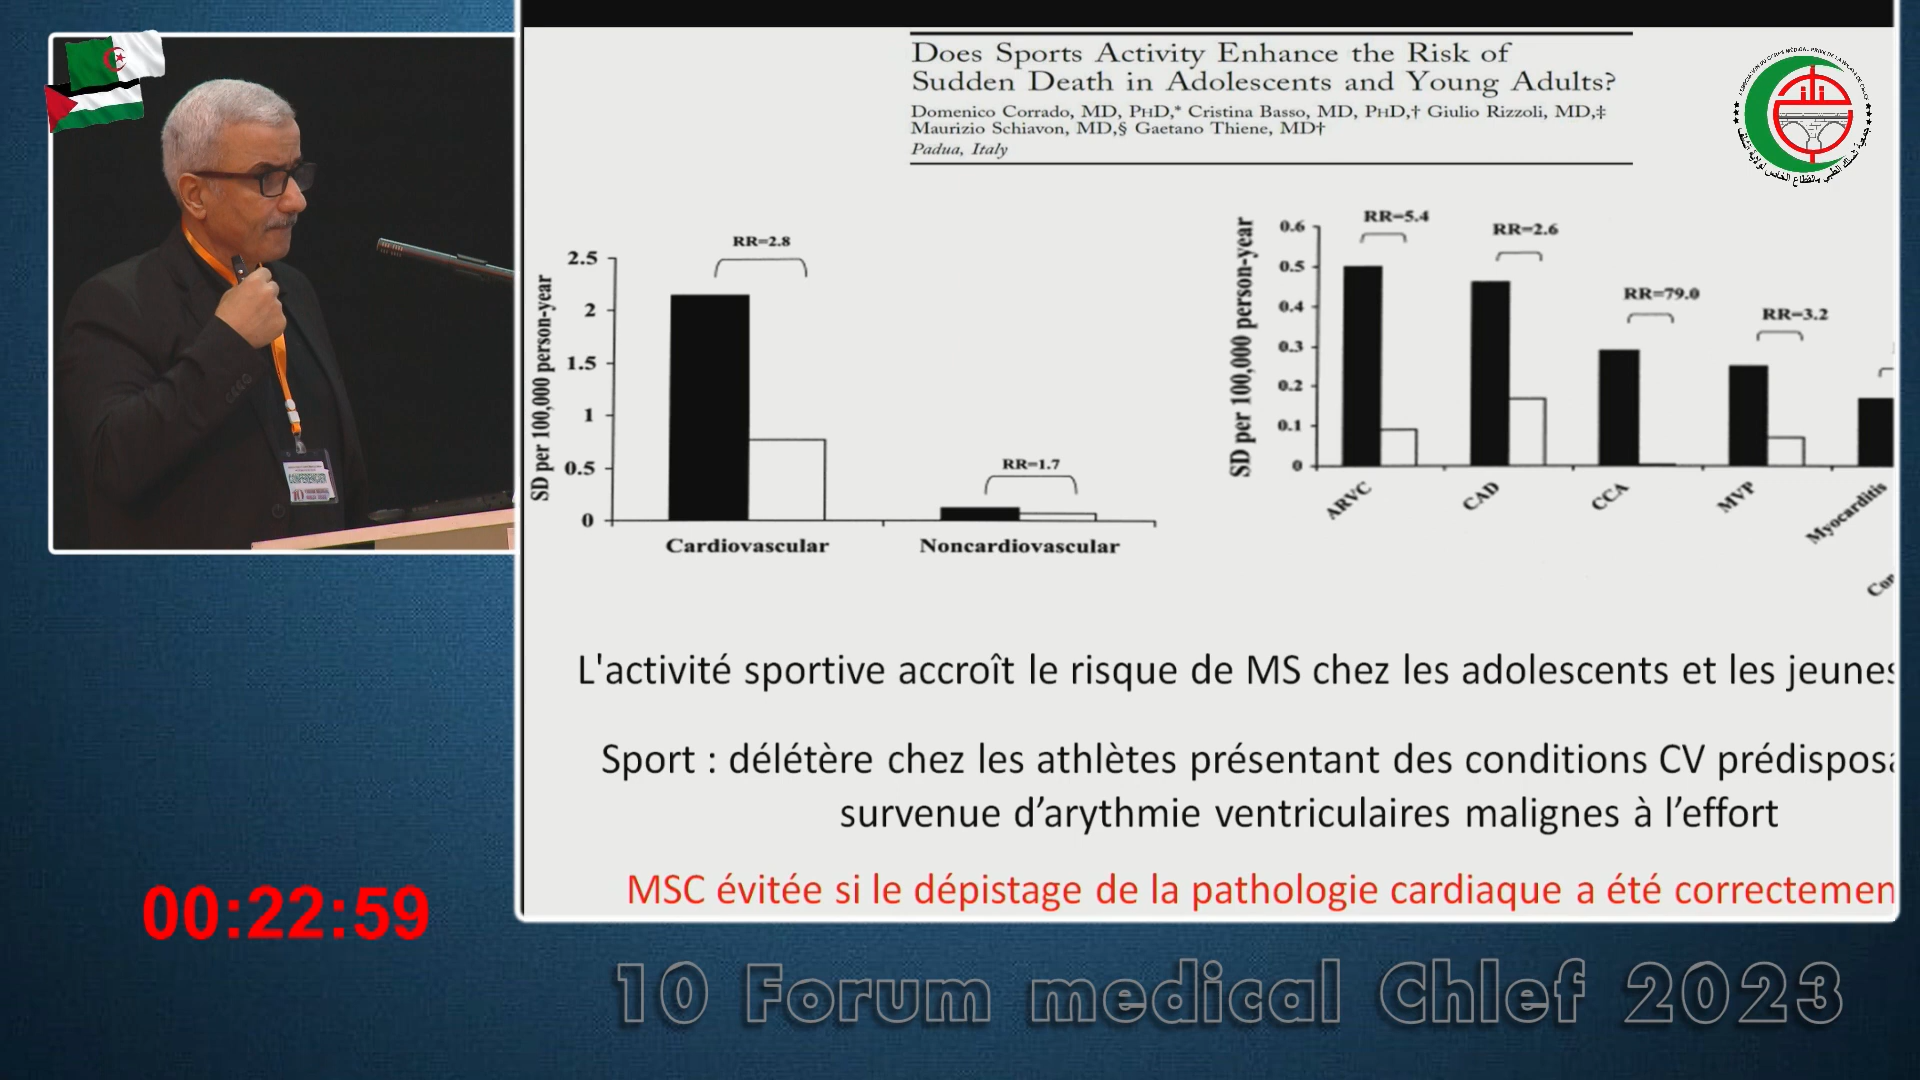 Does Sports Activity Enhance the Risk of
Sudden Death in Adolescents and Young Adults?
Domenico Corrado, MD, PHD,* Cristina Basso, MD, PHD,† Giulio Rizzoli, MD,‡
Maurizio Schiavon, MD,§ Gaetano Thiene, MD†
Padua, Italy
SD per 100,000 person-year
2.5
2
1.5
1
0.5
0
RR=2.8
RR=1.7
Cardiovascular
Noncardiovascular
SD per 100,000 person-year
0.6
0.5
0.4
0.3
0.2
0.1
0
RR=5.4
RR=2.6
RR=79.0
RR=3.2
ARVC
CAD
CCA
MVP
Myocarditis
L'activité sportive accroît le risque de MS chez les adolescents et les jeunes
Sport : délétère chez les athlètes présentant des conditions CV prédisposa
survenue d’arythmie ventriculaires malignes à l’effort
MSC évitée si le dépistage de la pathologie cardiaque a été correctemen
CONFERENCIER
00:22:59
10 Forum medical Chlef 2023